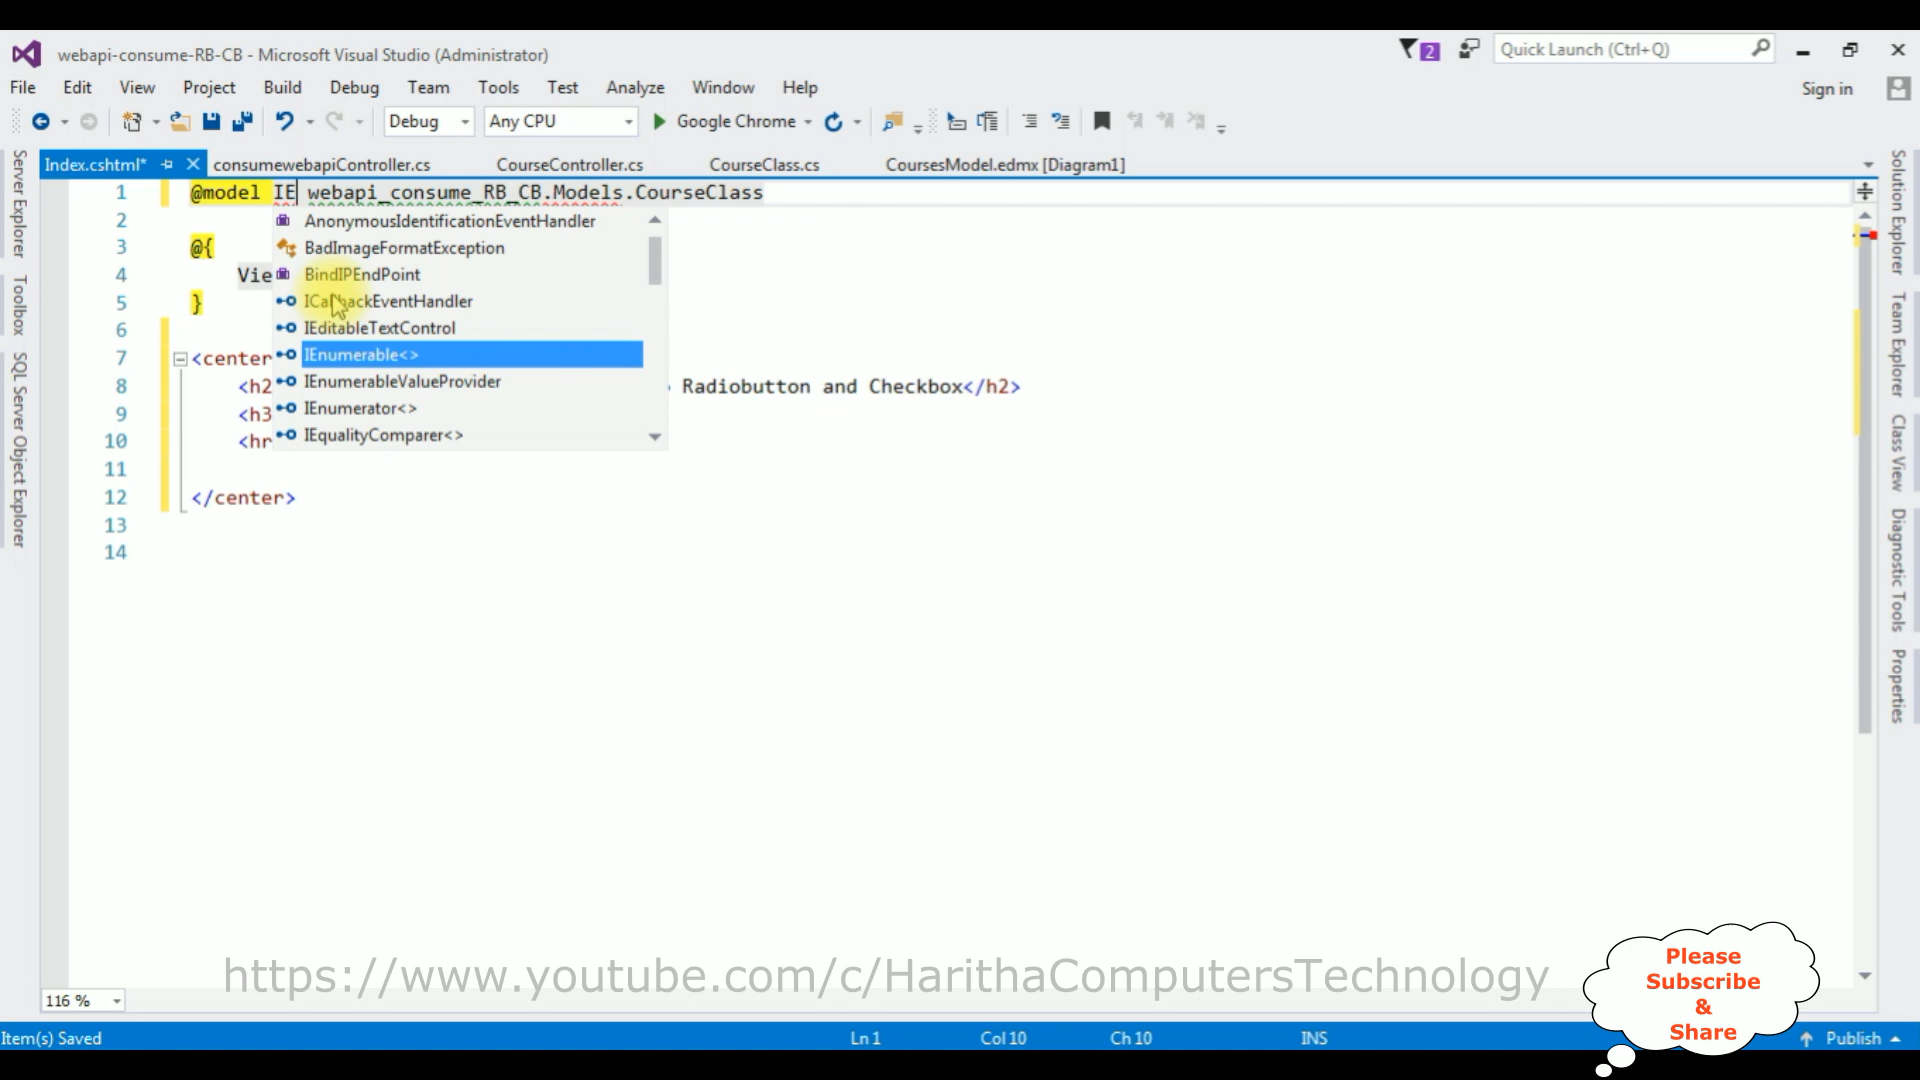 webapi-consume-RB-CB - Microsoft Visual Studio (Administrator)
2
Quick Launch (Ctrl+Q)
File Edit View Project Build Debug Team Tools Test Analyze Window Help
Sign in
Debug
Any CPU
Google Chrome
Index.cshtml*
consumewebapiController.cs
CourseController.cs
CourseClass.cs
CoursesModel.edmx [Diagram1]
Server Explorer
Toolbox
SQL Server Object Explorer
1 @model IE webapi_consume_RB_CB.Models.CourseClass
2
3 @{
4 Vie
5 }
6
7 <center
8 <h2 Radiobutton and Checkbox</h2>
9 <h3
10 <hr
11
12 </center>
13
14
AnonymousIdentificationEventHandler
BadImageFormatException
BindIPEndPoint
ICallbackEventHandler
IEditableTextControl
IEnumerable<>
IEnumerableValueProvider
IEnumerator<>
IEqualityComparer<>
Solution Explorer
Team Explorer
Class View
Diagnostic Tools
Properties
https://www.youtube.com/c/HarithaComputersTechnology
Please
Subscribe
&
Share
116 %
Item(s) Saved
Ln 1
Col 10
Ch 10
INS
Publish